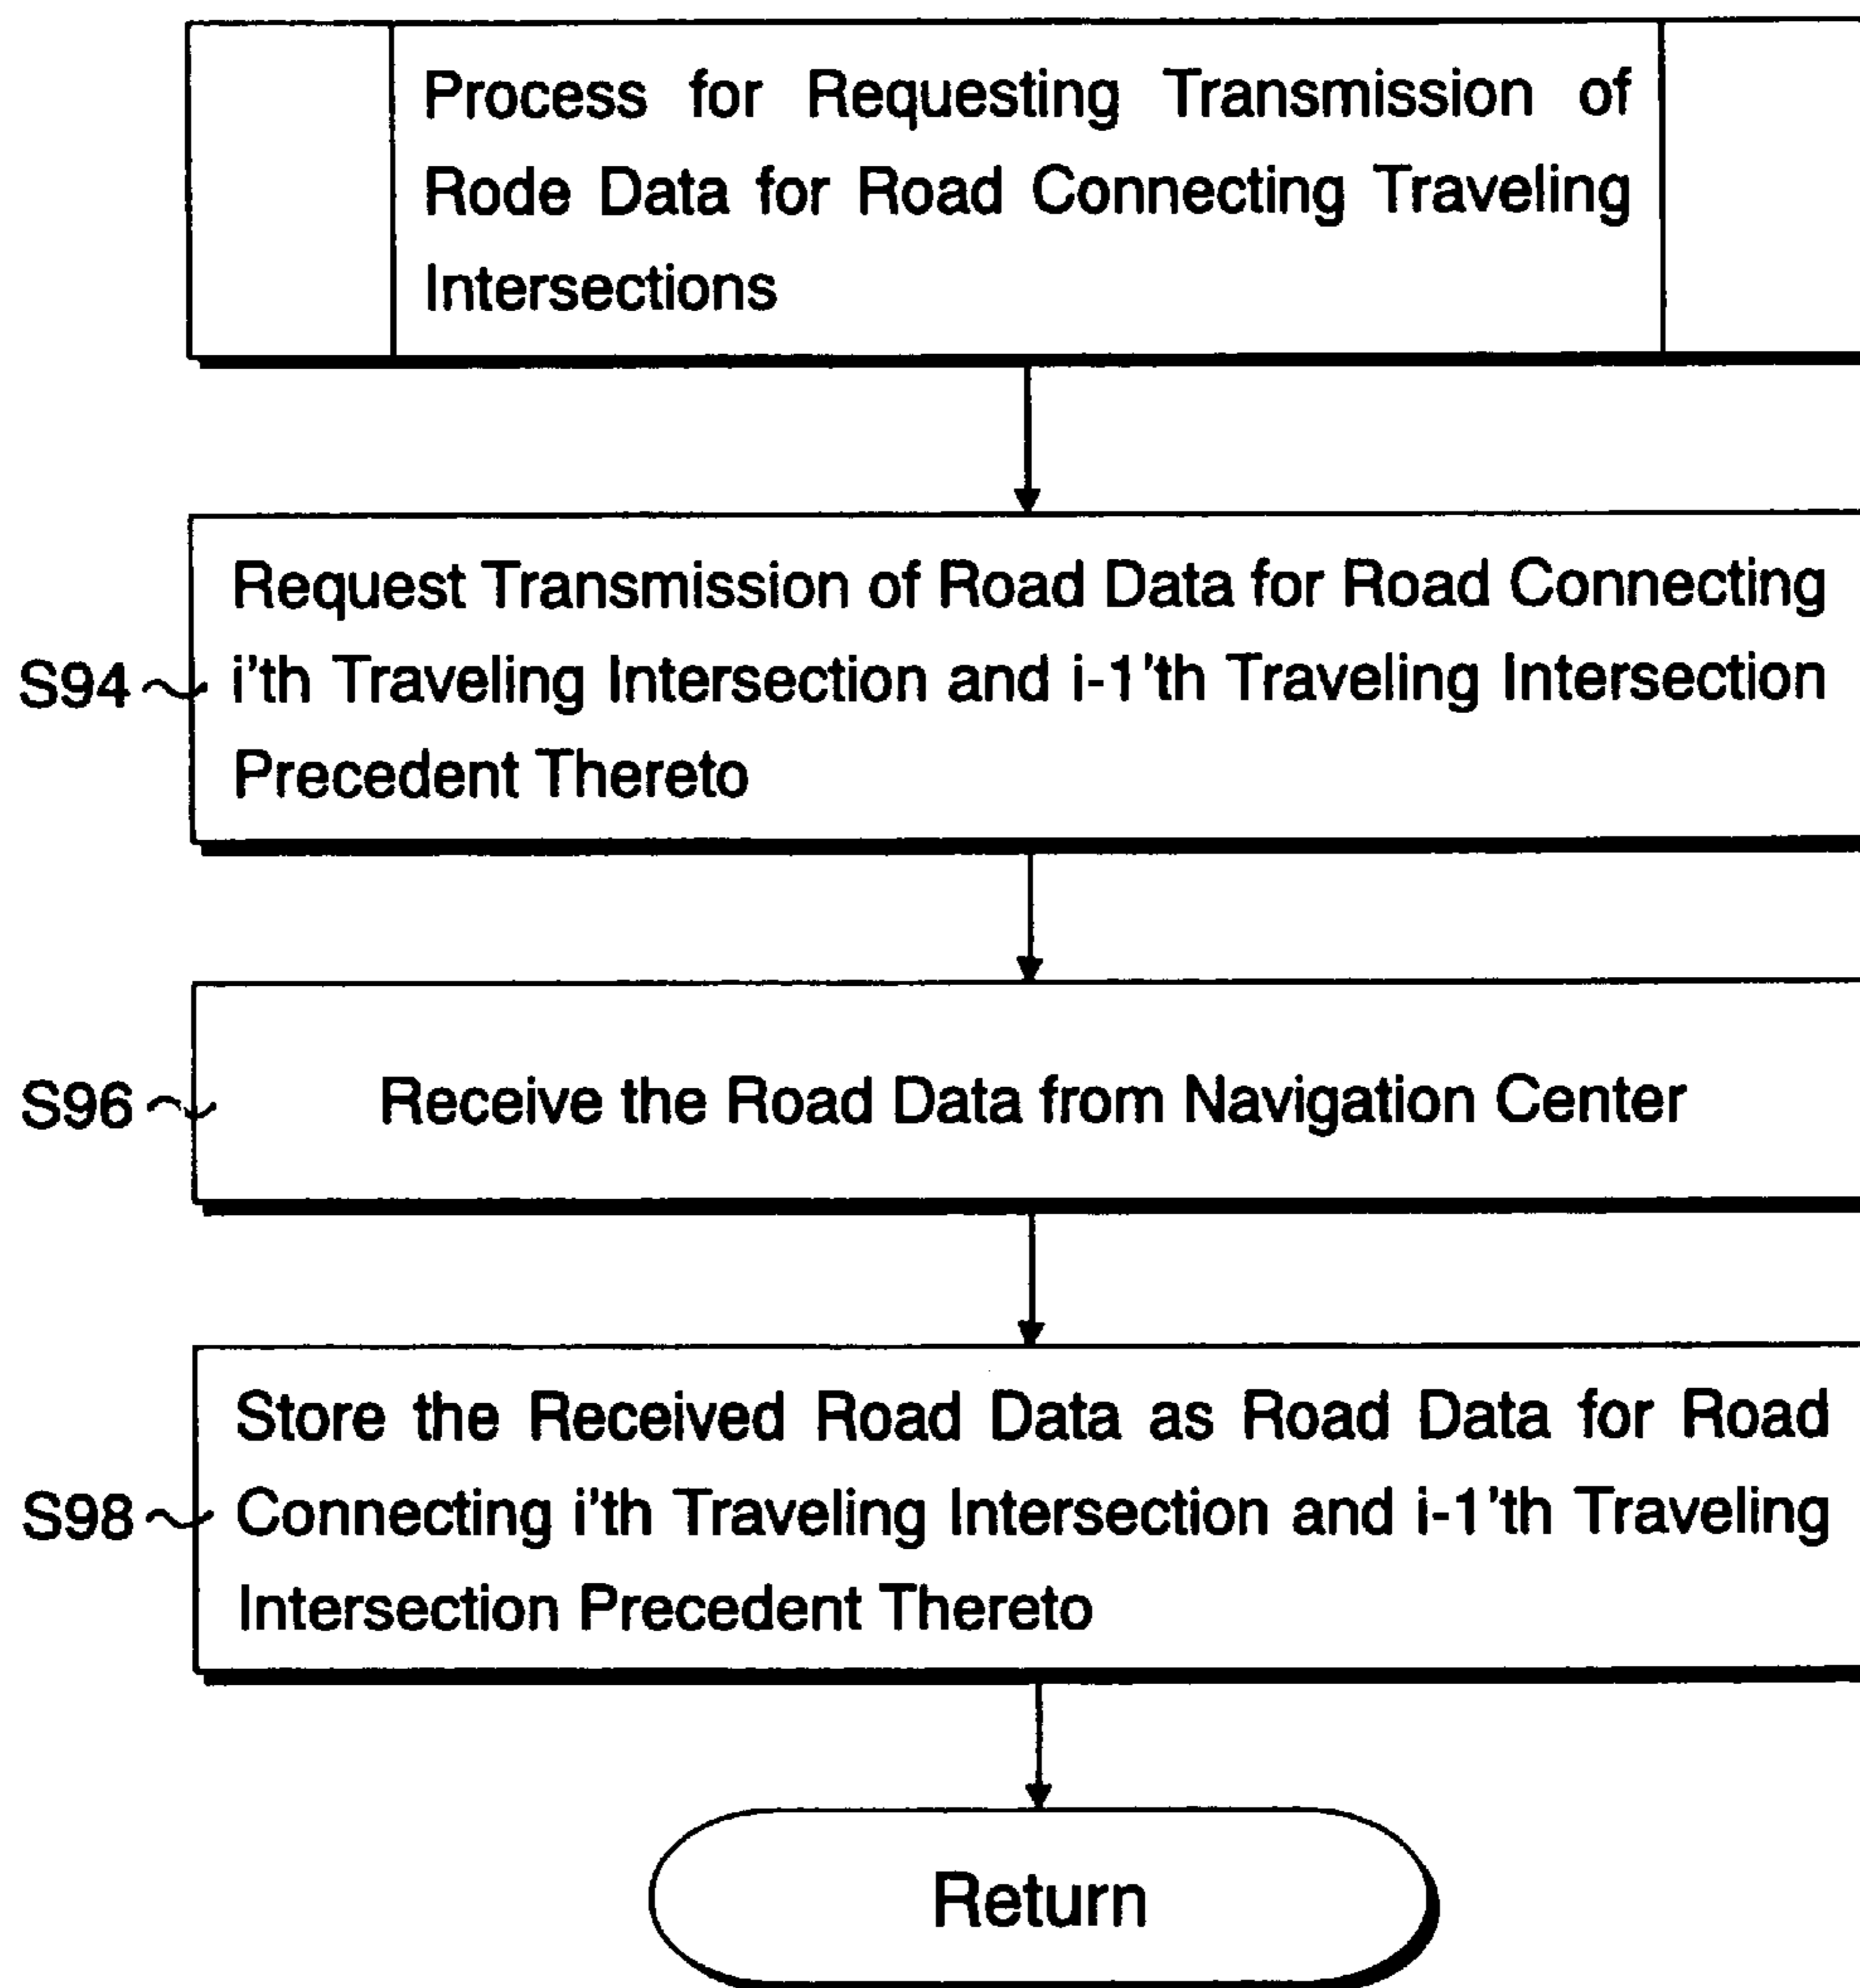 Process for Requesting Transmission of
Rode Data for Road Connecting Traveling
Intersections
Request Transmission of Road Data for Road Connecting
S94 i'th Traveling Intersection and i-1'th Traveling Intersection
Precedent Thereto
S96 Receive the Road Data from Navigation Center
Store the Received Road Data as Road Data for Road
S98 Connecting i'th Traveling Intersection and i-1'th Traveling
Intersection Precedent Thereto
Return